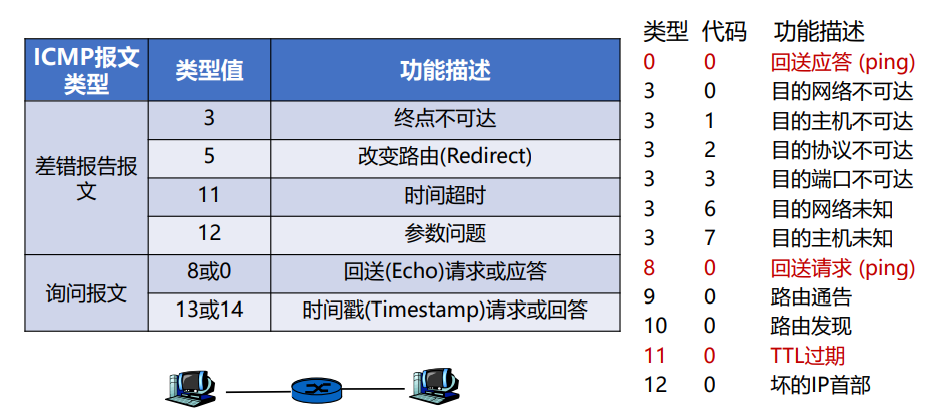 ICMP报文类型 类型值 功能描述
差错报告报文 3 终点不可达
5 改变路由(Redirect)
11 时间超时
12 参数问题
询问报文 8或0 回送(Echo)请求或应答
13或14 时间戳(Timestamp)请求或回答
类型 代码 功能描述
0 0 回送应答 (ping)
3 0 目的网络不可达
3 1 目的主机不可达
3 2 目的协议不可达
3 3 目的端口不可达
3 6 目的网络未知
3 7 目的主机未知
8 0 回送请求 (ping)
9 0 路由通告
10 0 路由发现
11 0 TTL过期
12 0 坏的IP首部